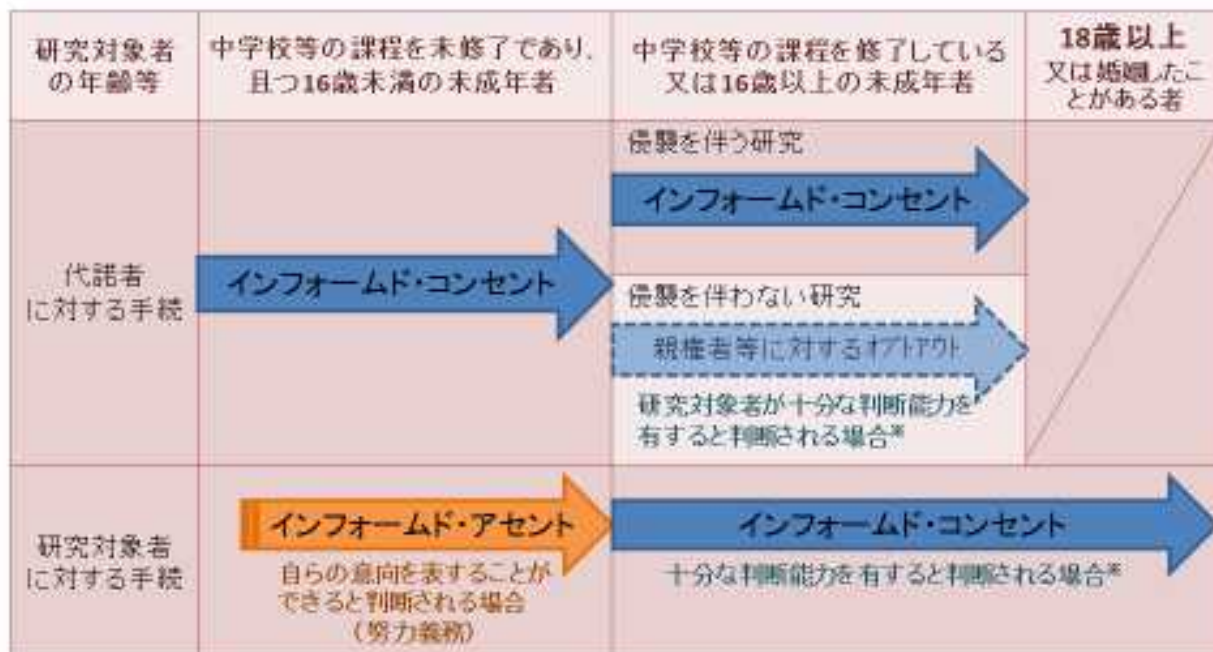 研究対象者
の年齢等
中学校等の課程を未修了であり、
且つ16歳未満の未成年者
中学校等の課程を修了している
又は16歳以上の未成年者
18歳以上
又は婚姻したこ
とがある者
代諾者
に対する手続
インフォームド・コンセント
侵襲を伴う研究
インフォームド・コンセント
侵襲を伴わない研究
親権者等に対するオプトアウト
研究対象者が十分な判断能力を
有すると判断される場合※
研究対象者
に対する手続
インフォームド・アセント
自らの意向を表することが
できると判断される場合
（努力義務）
インフォームド・コンセント
十分な判断能力を有すると判断される場合※